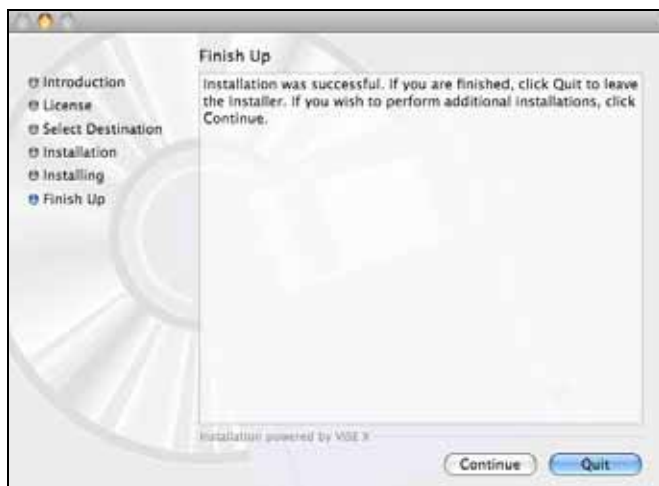 Finish Up
Introduction
License
Select Destination
Installation
Installing
Finish Up
Installation was successful. If you are finished, click Quit to leave
the Installer. If you wish to perform additional installations, click
Continue.
Installation powered by VISE X
Continue
Quit